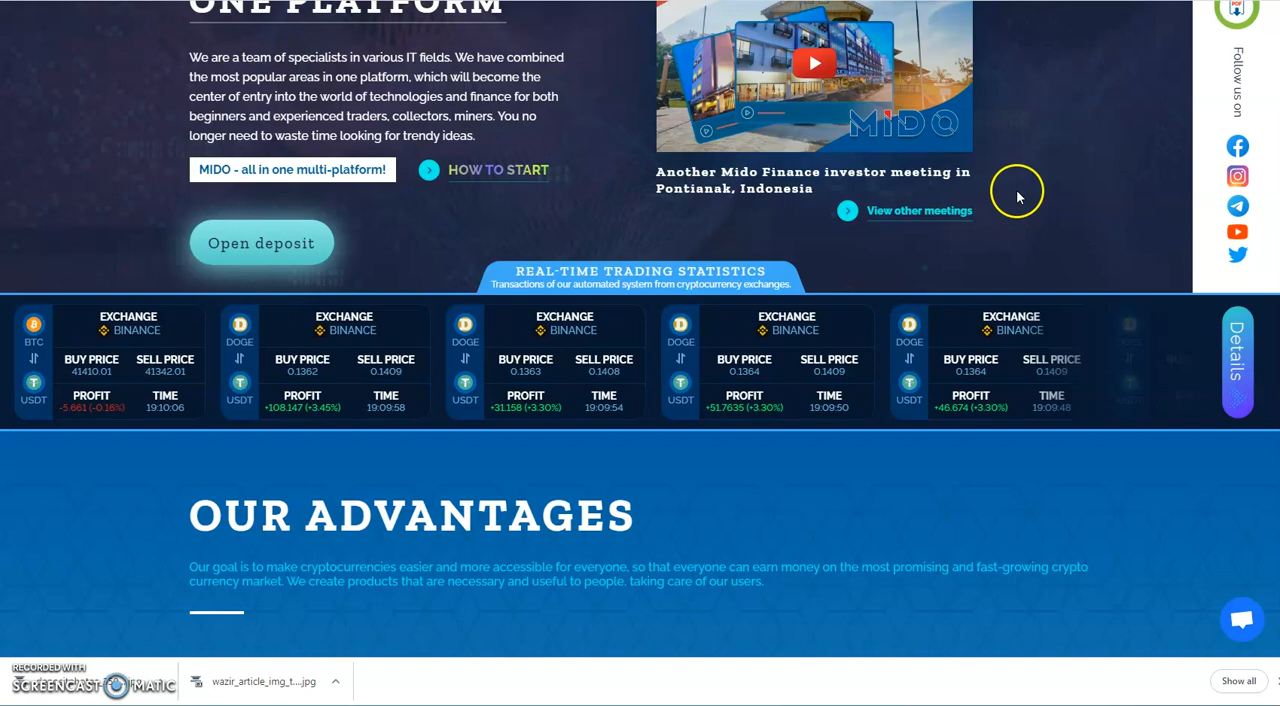 ONE PLATFORM
We are a team of specialists in various IT fields. We have combined
the most popular areas in one platform, which will become the
center of entry into the world of technologies and finance for both
beginners and experienced traders, collectors, miners. You no
longer need to waste time looking for trendy ideas.
MIDO - all in one multi-platform!
HOW TO START
Open deposit
MIDO
Another Mido Finance investor meeting in
Pontianak, Indonesia
View other meetings
PDF
Follow us on
REAL-TIME TRADING STATISTICS
Transactions of our automated system from cryptocurrency exchanges.
BTC
USDT
EXCHANGE
BINANCE
BUY PRICE SELL PRICE
41410.01 41342.01
PROFIT TIME
-5.661 (-0.16%) 19:10:06
DOGE
USDT
EXCHANGE
BINANCE
BUY PRICE SELL PRICE
0.1362 0.1409
PROFIT TIME
+108.147 (+3.45%) 19:09:58
DOGE
USDT
EXCHANGE
BINANCE
BUY PRICE SELL PRICE
0.1363 0.1408
PROFIT TIME
+31.158 (+3.30%) 19:09:54
DOGE
USDT
EXCHANGE
BINANCE
BUY PRICE SELL PRICE
0.1364 0.1409
PROFIT TIME
+51.7635 (+3.30%) 19:09:50
DOGE
USDT
EXCHANGE
BINANCE
BUY PRICE SELL PRICE
0.1364 0.1409
PROFIT TIME
+46.674 (+3.30%) 19:09:48
Details
OUR ADVANTAGES
Our goal is to make cryptocurrencies easier and more accessible for everyone, so that everyone can earn money on the most promising and fast-growing crypto
currency market. We create products that are necessary and useful to people, taking care of our users.
RECORDED WITH
SCREENCAST MATIC
wazir_article_img_t....jpg
Show all